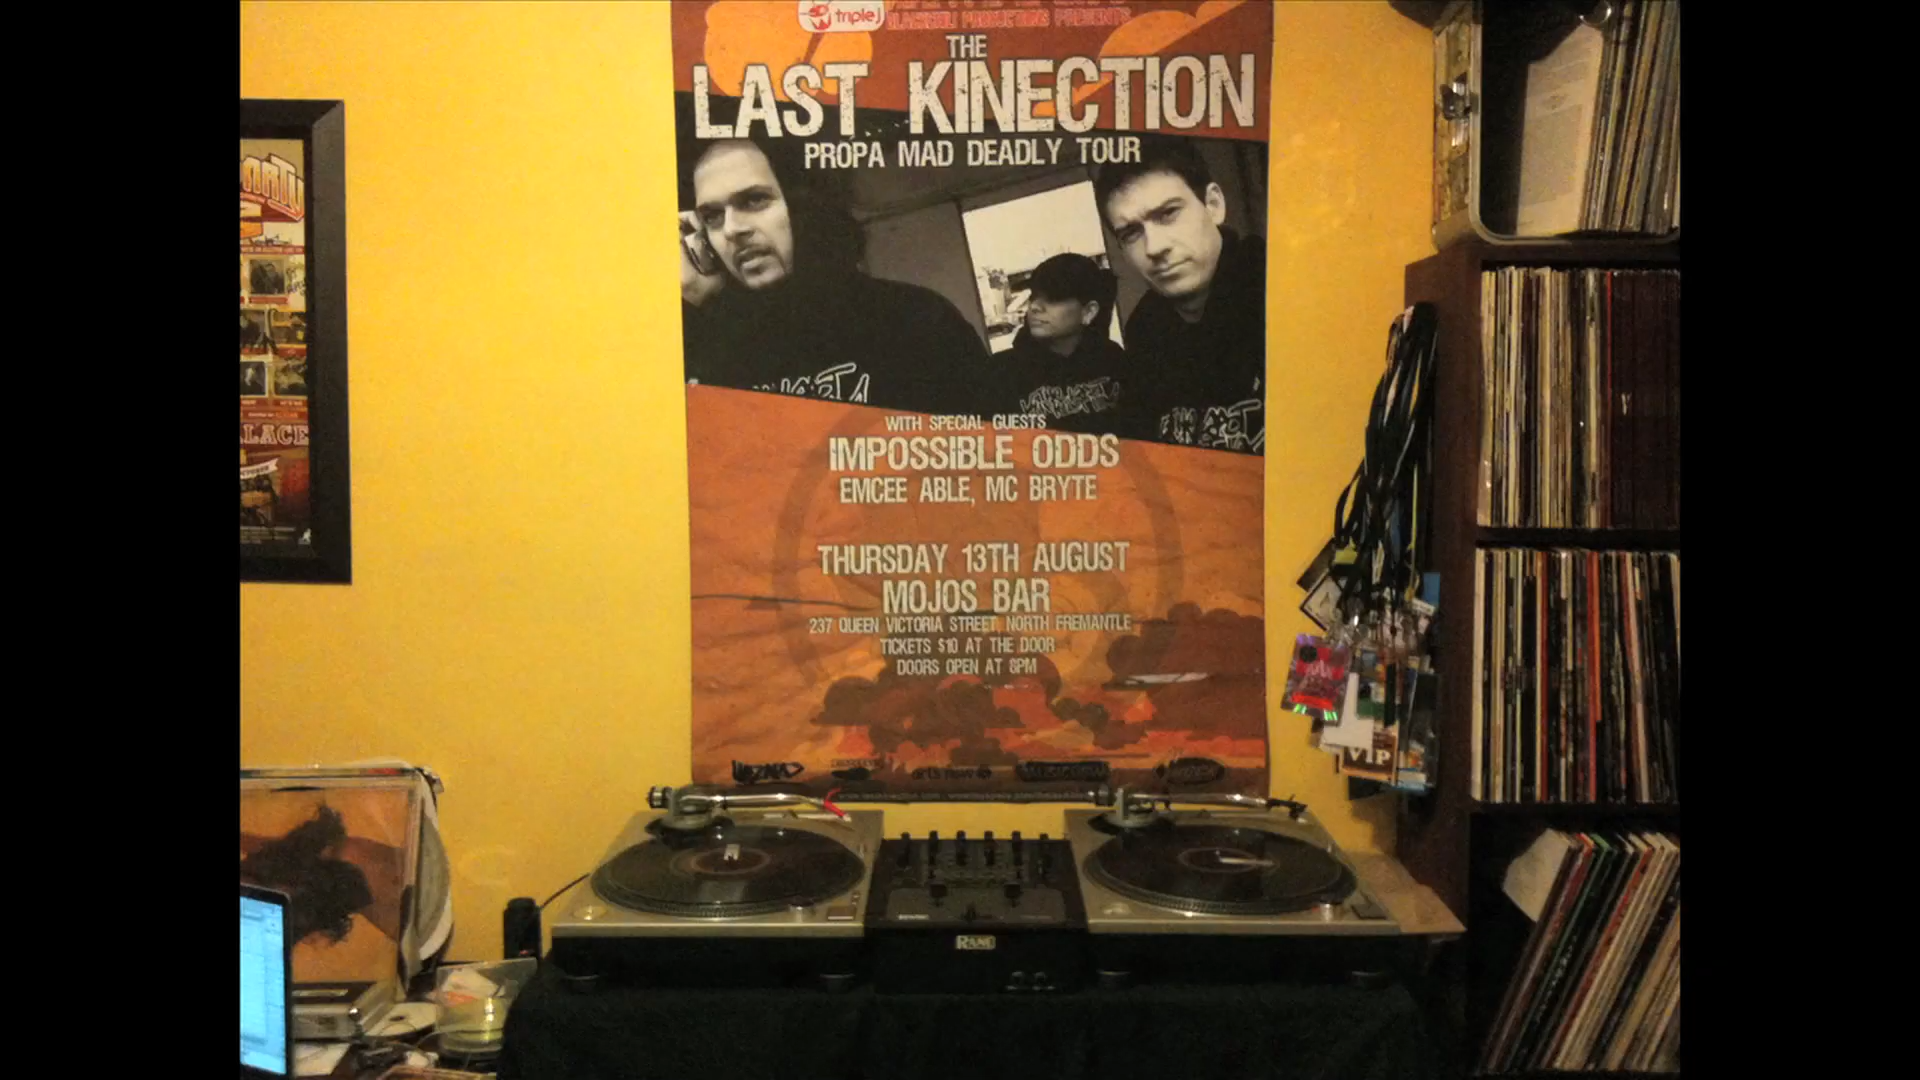 triple j
PRODUCTIONS PRESENTS
THE
LAST KINECTION
PROPA MAD DEADLY TOUR
WITH SPECIAL GUESTS
IMPOSSIBLE ODDS
EMCEE ABLE, MC BRYTE
THURSDAY 13TH AUGUST
MOJOS BAR
237 QUEEN VICTORIA STREET, NORTH FREMANTLE
TICKETS $10 AT THE DOOR
DOORS OPEN AT 8PM
LACE
VIP
RANE